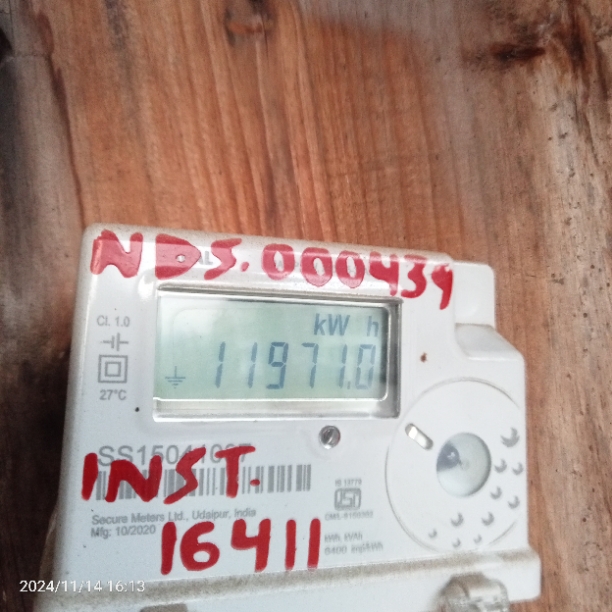 NDS.000439
Cl. 1.0
kW h
11971.0
27°C
INST.
Secure Meters Ltd., Udaipur, India
Mfg: 10/2020
16411
2024/11/14 16:13